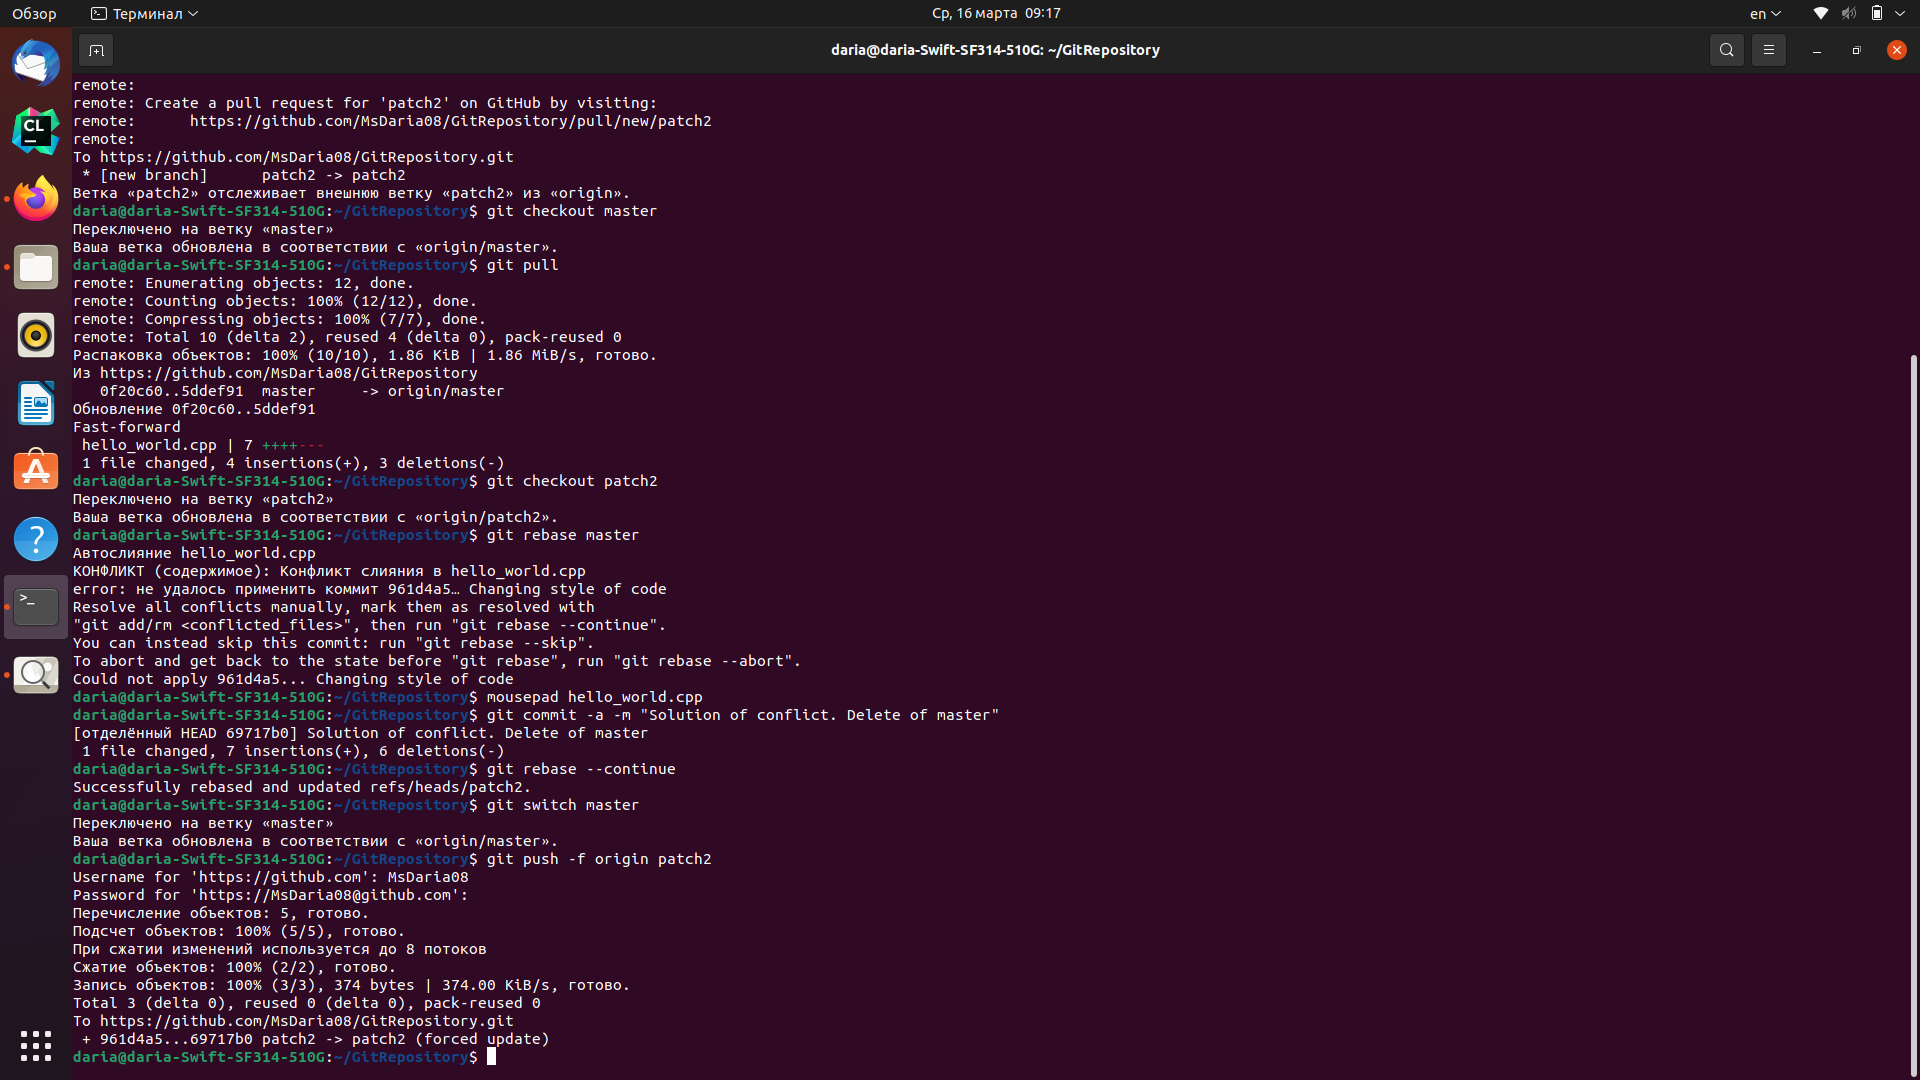 Обзор
Терминал
Ср, 16 марта 09:17
en
daria@daria-Swift-SF314-510G: ~/GitRepository
CL
remote:
remote: Create a pull request for 'patch2' on GitHub by visiting:
remote:      https://github.com/MsDaria08/GitRepository/pull/new/patch2
remote:
To https://github.com/MsDaria08/GitRepository.git
 * [new branch]      patch2 -> patch2
Ветка «patch2» отслеживает внешнюю ветку «patch2» из «origin».
daria@daria-Swift-SF314-510G:~/GitRepository$ git checkout master
Переключено на ветку «master»
Ваша ветка обновлена в соответствии с «origin/master».
daria@daria-Swift-SF314-510G:~/GitRepository$ git pull
remote: Enumerating objects: 12, done.
remote: Counting objects: 100% (12/12), done.
remote: Compressing objects: 100% (7/7), done.
remote: Total 10 (delta 2), reused 4 (delta 0), pack-reused 0
Распаковка объектов: 100% (10/10), 1.86 KiB | 1.86 MiB/s, готово.
Из https://github.com/MsDaria08/GitRepository
   0f20c60..5ddef91  master     -> origin/master
Обновление 0f20c60..5ddef91
Fast-forward
 hello_world.cpp | 7 ++++---
 1 file changed, 4 insertions(+), 3 deletions(-)
daria@daria-Swift-SF314-510G:~/GitRepository$ git checkout patch2
Переключено на ветку «patch2»
Ваша ветка обновлена в соответствии с «origin/patch2».
daria@daria-Swift-SF314-510G:~/GitRepository$ git rebase master
Автослияние hello_world.cpp
КОНФЛИКТ (содержимое): Конфликт слияния в hello_world.cpp
error: не удалось применить коммит 961d4a5… Changing style of code
Resolve all conflicts manually, mark them as resolved with
"git add/rm <conflicted_files>", then run "git rebase --continue".
You can instead skip this commit: run "git rebase --skip".
To abort and get back to the state before "git rebase", run "git rebase --abort".
Could not apply 961d4a5... Changing style of code
daria@daria-Swift-SF314-510G:~/GitRepository$ mousepad hello_world.cpp
daria@daria-Swift-SF314-510G:~/GitRepository$ git commit -a -m "Solution of conflict. Delete of master"
[отделённый HEAD 69717b0] Solution of conflict. Delete of master
 1 file changed, 7 insertions(+), 6 deletions(-)
daria@daria-Swift-SF314-510G:~/GitRepository$ git rebase --continue
Successfully rebased and updated refs/heads/patch2.
daria@daria-Swift-SF314-510G:~/GitRepository$ git switch master
Переключено на ветку «master»
Ваша ветка обновлена в соответствии с «origin/master».
daria@daria-Swift-SF314-510G:~/GitRepository$ git push -f origin patch2
Username for 'https://github.com': MsDaria08
Password for 'https://MsDaria08@github.com':
Перечисление объектов: 5, готово.
Подсчет объектов: 100% (5/5), готово.
При сжатии изменений используется до 8 потоков
Сжатие объектов: 100% (2/2), готово.
Запись объектов: 100% (3/3), 374 bytes | 374.00 KiB/s, готово.
Total 3 (delta 0), reused 0 (delta 0), pack-reused 0
To https://github.com/MsDaria08/GitRepository.git
 + 961d4a5...69717b0 patch2 -> patch2 (forced update)
daria@daria-Swift-SF314-510G:~/GitRepository$